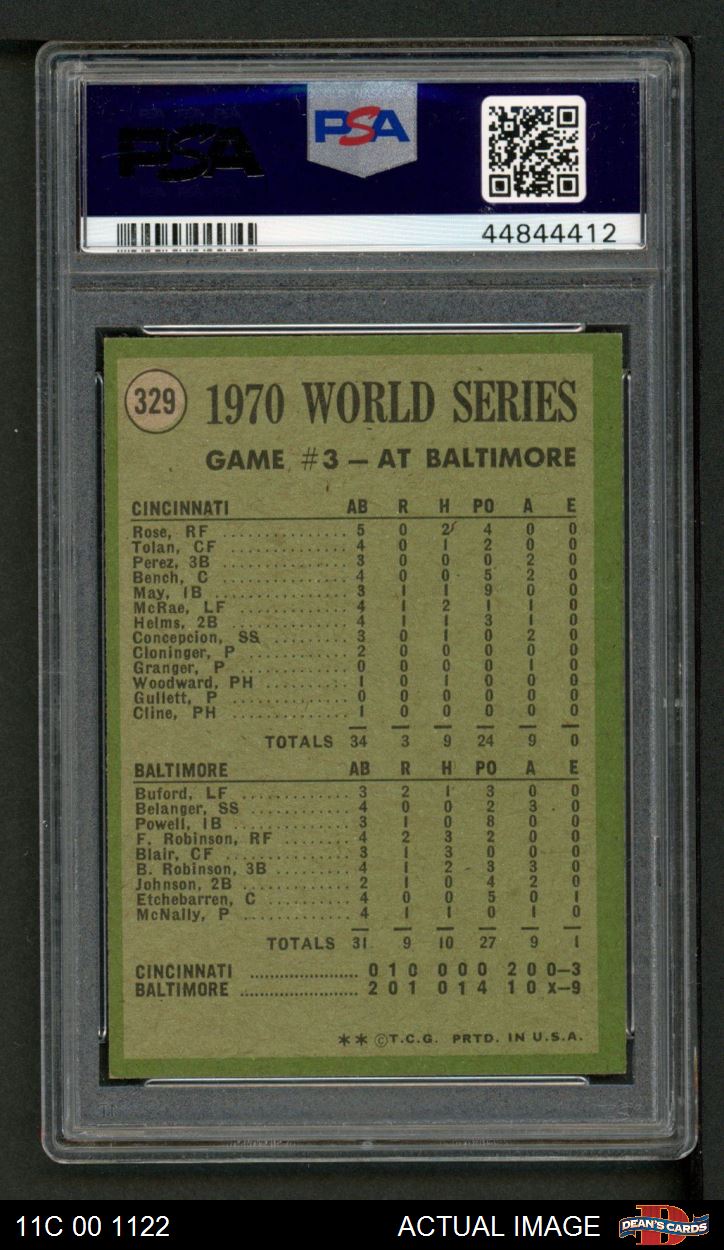 PSA
PSA
44844412
329 1970 WORLD SERIES
GAME #3 – AT BALTIMORE
CINCINNATI AB R H PO A E
Rose, RF 5 0 2 4 0 0
Tolan, CF 4 0 1 2 0 0
Perez, 3B 3 0 0 0 2 0
Bench, C 4 0 0 5 2 0
May, 1B 3 1 1 9 0 0
McRae, LF 4 1 2 1 1 0
Helms, 2B 4 1 1 3 1 0
Concepcion, SS 3 0 1 0 2 0
Cloninger, P 2 0 0 0 0 0
Granger, P 0 0 0 0 1 0
Woodward, PH 1 0 1 0 0 0
Gullett, P 0 0 0 0 0 0
Cline, PH 1 0 0 0 0 0
TOTALS 34 3 9 24 9 0
BALTIMORE AB R H PO A E
Buford, LF 3 2 1 3 0 0
Belanger, SS 4 0 0 2 3 0
Powell, 1B 3 1 0 8 0 0
F. Robinson, RF 4 2 3 2 0 0
Blair, CF 3 1 3 0 0 0
B. Robinson, 3B 4 1 2 3 3 0
Johnson, 2B 2 1 0 4 2 0
Etchebarren, C 4 0 0 5 0 1
McNally, P 4 1 1 0 1 0
TOTALS 31 9 10 27 9 1
CINCINNATI 0 1 0 0 0 0 2 0 0–3
BALTIMORE 2 0 1 0 1 4 1 0 X–9
** ©T.C.G. PRTD. IN U.S.A.
11C 00 1122 ACTUAL IMAGE DEAN'S CARDS